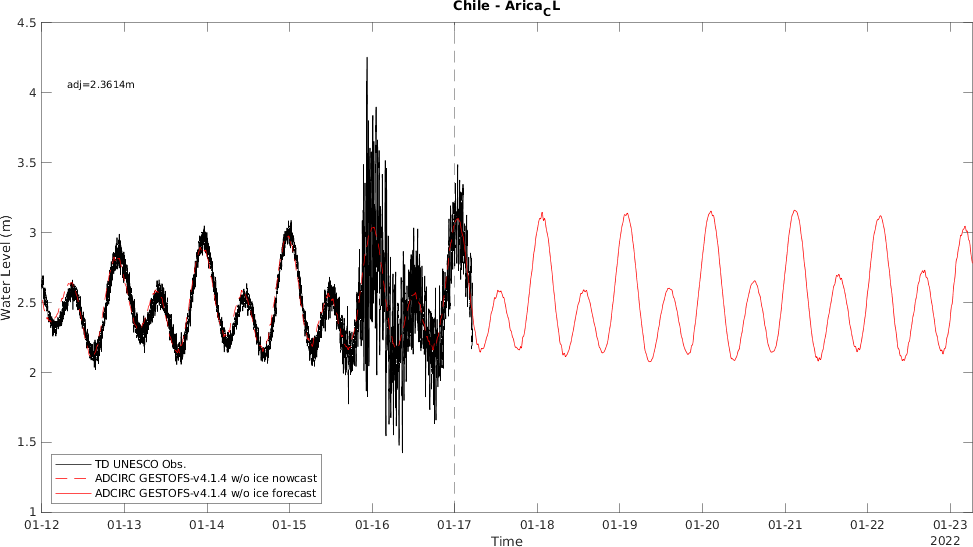 Chile - Arica_CL
4.5
4
3.5
3
2.5
2
1.5
1
Water Level (m)
adj=2.3614m
TD UNESCO Obs.
ADCIRC GESTOFS-v4.1.4 w/o ice nowcast
ADCIRC GESTOFS-v4.1.4 w/o ice forecast
01-12 01-13 01-14 01-15 01-16 01-17 01-18 01-19 01-20 01-21 01-22 01-23
Time
2022